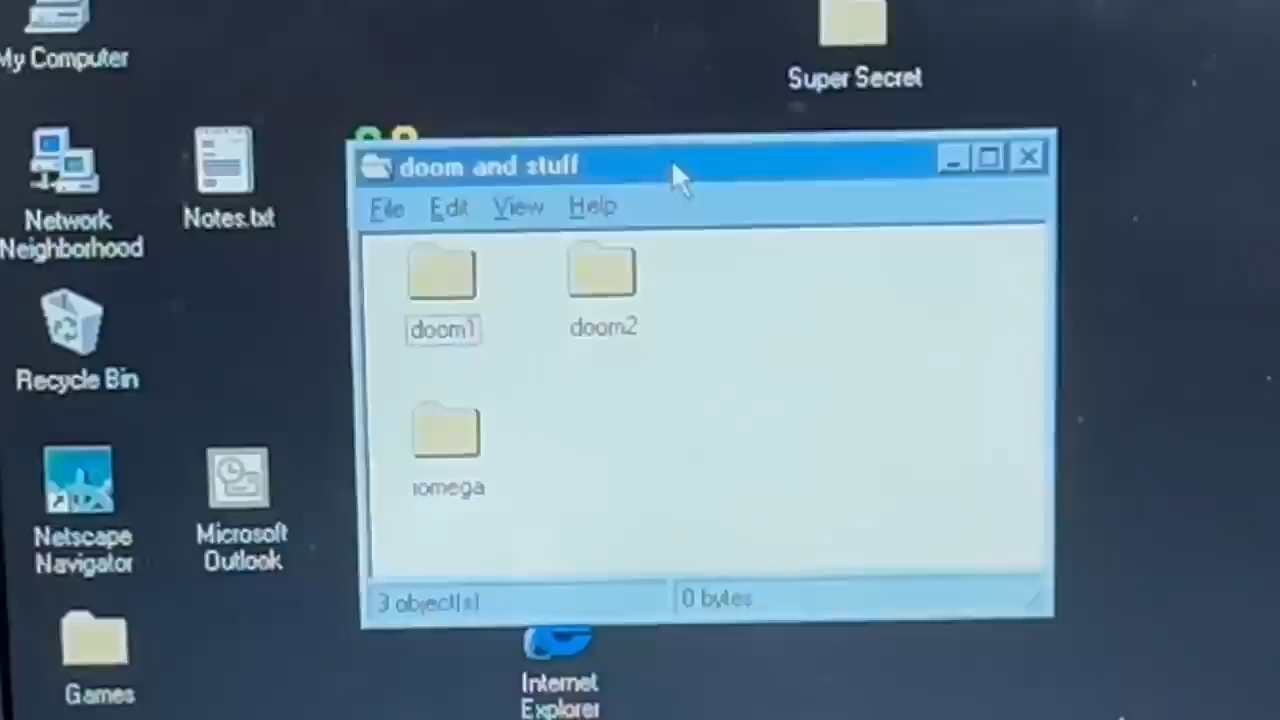 My Computer
Super Secret
Network
Neighborhood
Notes.txt
doom and stuff
File Edit View Help
doom1
doom2
iomega
3 object(s)
0 bytes
Recycle Bin
Netscape
Navigator
Microsoft
Outlook
Games
Internet
Explorer